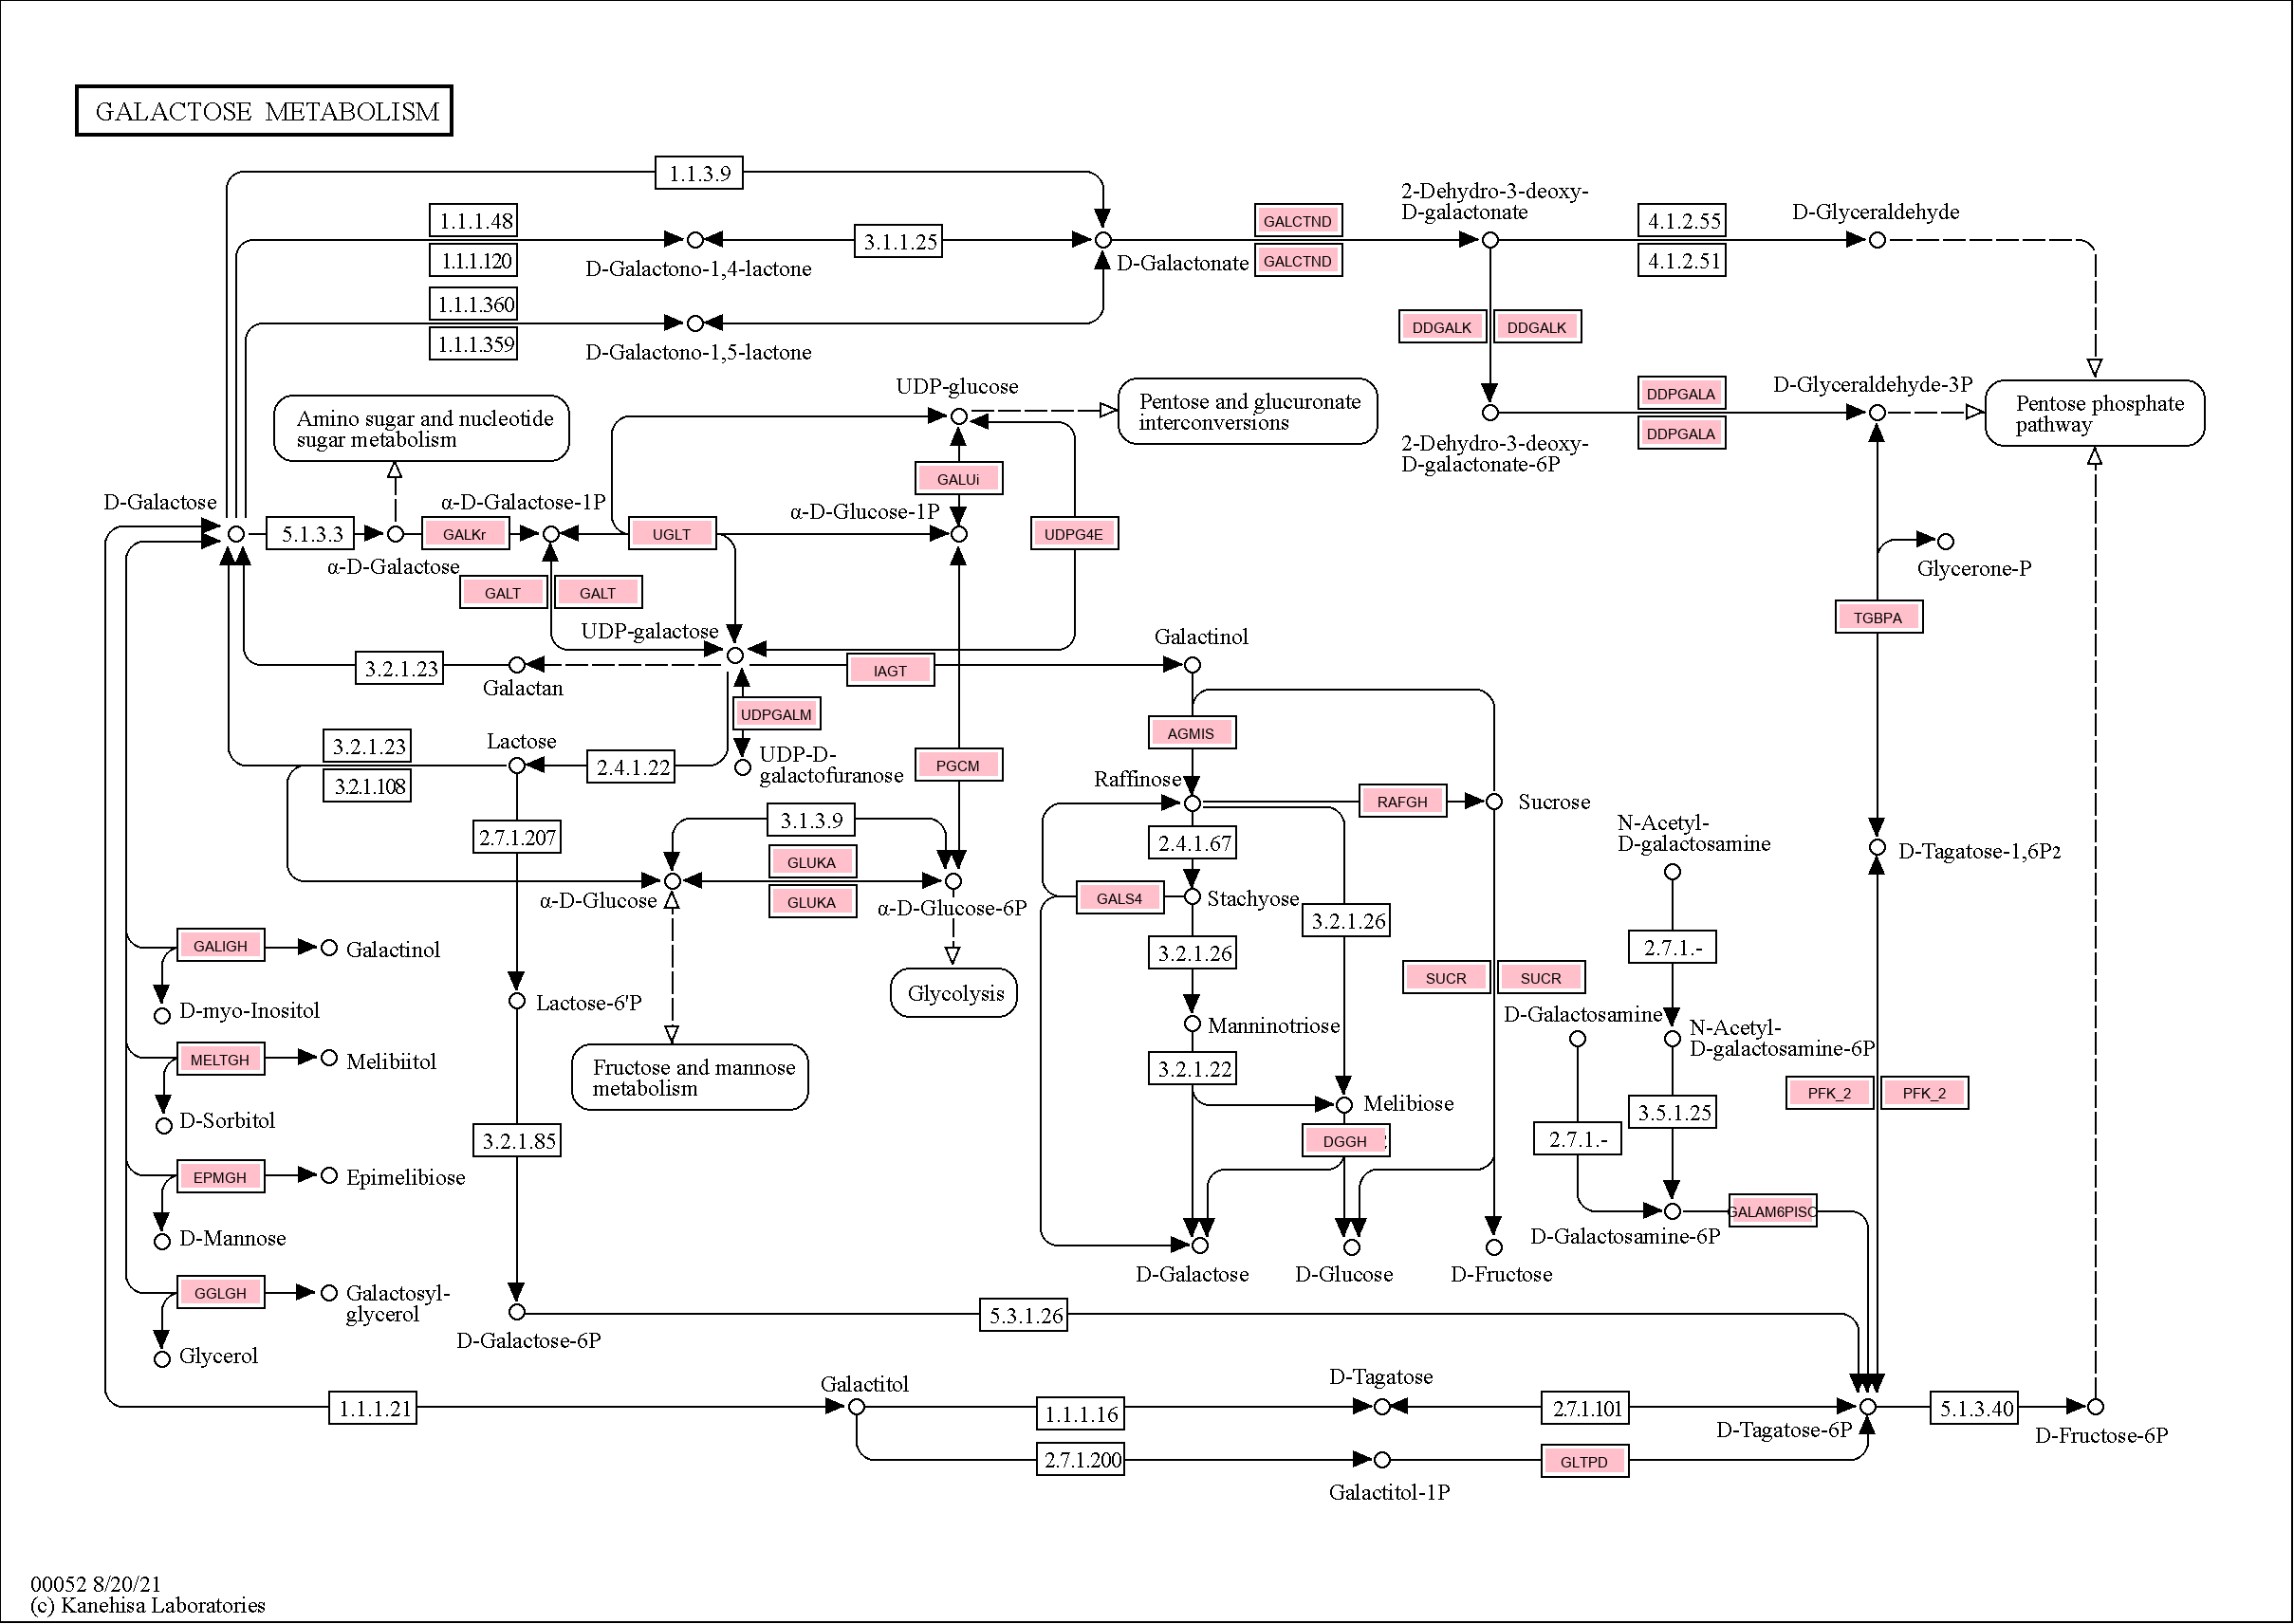 GALACTOSE METABOLISM
1.1.3.9
1.1.1.48
1.1.1.120
D-Galactono-1,4-lactone
3.1.1.25
D-Galactonate
GALCTND
GALCTND
2-Dehydro-3-deoxy-
D-galactonate
4.1.2.55
4.1.2.51
D-Glyceraldehyde
1.1.1.360
1.1.1.359
D-Galactono-1,5-lactone
DDGALK
DDGALK
Amino sugar and nucleotide
sugar metabolism
UDP-glucose
Pentose and glucuronate
interconversions
2-Dehydro-3-deoxy-
D-galactonate-6P
DDPGALA
DDPGALA
D-Glyceraldehyde-3P
Pentose phosphate
pathway
GALUi
D-Galactose
5.1.3.3
α-D-Galactose
GALKr
α-D-Galactose-1P
UGLT
α-D-Glucose-1P
UDPG4E
Glycerone-P
GALT
GALT
TGBPA
UDP-galactose
3.2.1.23
Galactan
IAGT
Galactinol
UDPGALM
UDP-D-
galactofuranose
AGMIS
3.2.1.23
3.2.1.108
Lactose
2.4.1.22
PGCM
Raffinose
RAFGH
Sucrose
2.7.1.207
3.1.3.9
GLUKA
GLUKA
α-D-Glucose
α-D-Glucose-6P
2.4.1.67
N-Acetyl-
D-galactosamine
D-Tagatose-1,6P2
GALS4
Stachyose
3.2.1.26
3.2.1.26
GALIGH
Galactinol
D-myo-Inositol
Lactose-6'P
Glycolysis
SUCR
SUCR
2.7.1.-
Manninotriose
D-Galactosamine
N-Acetyl-
D-galactosamine-6P
MELTGH
Melibiitol
D-Sorbitol
Fructose and mannose
metabolism
3.2.1.22
Melibiose
PFK_2
PFK_2
3.5.1.25
3.2.1.85
DGGH
2.7.1.-
EPMGH
Epimelibiose
D-Mannose
GALAM6PISO
D-Galactosamine-6P
D-Galactose
D-Glucose
D-Fructose
GGLGH
Galactosyl-
glycerol
Glycerol
D-Galactose-6P
5.3.1.26
1.1.1.21
Galactitol
1.1.1.16
D-Tagatose
2.7.1.101
D-Tagatose-6P
5.1.3.40
D-Fructose-6P
2.7.1.200
Galactitol-1P
GLTPD
00052 8/20/21
(c) Kanehisa Laboratories